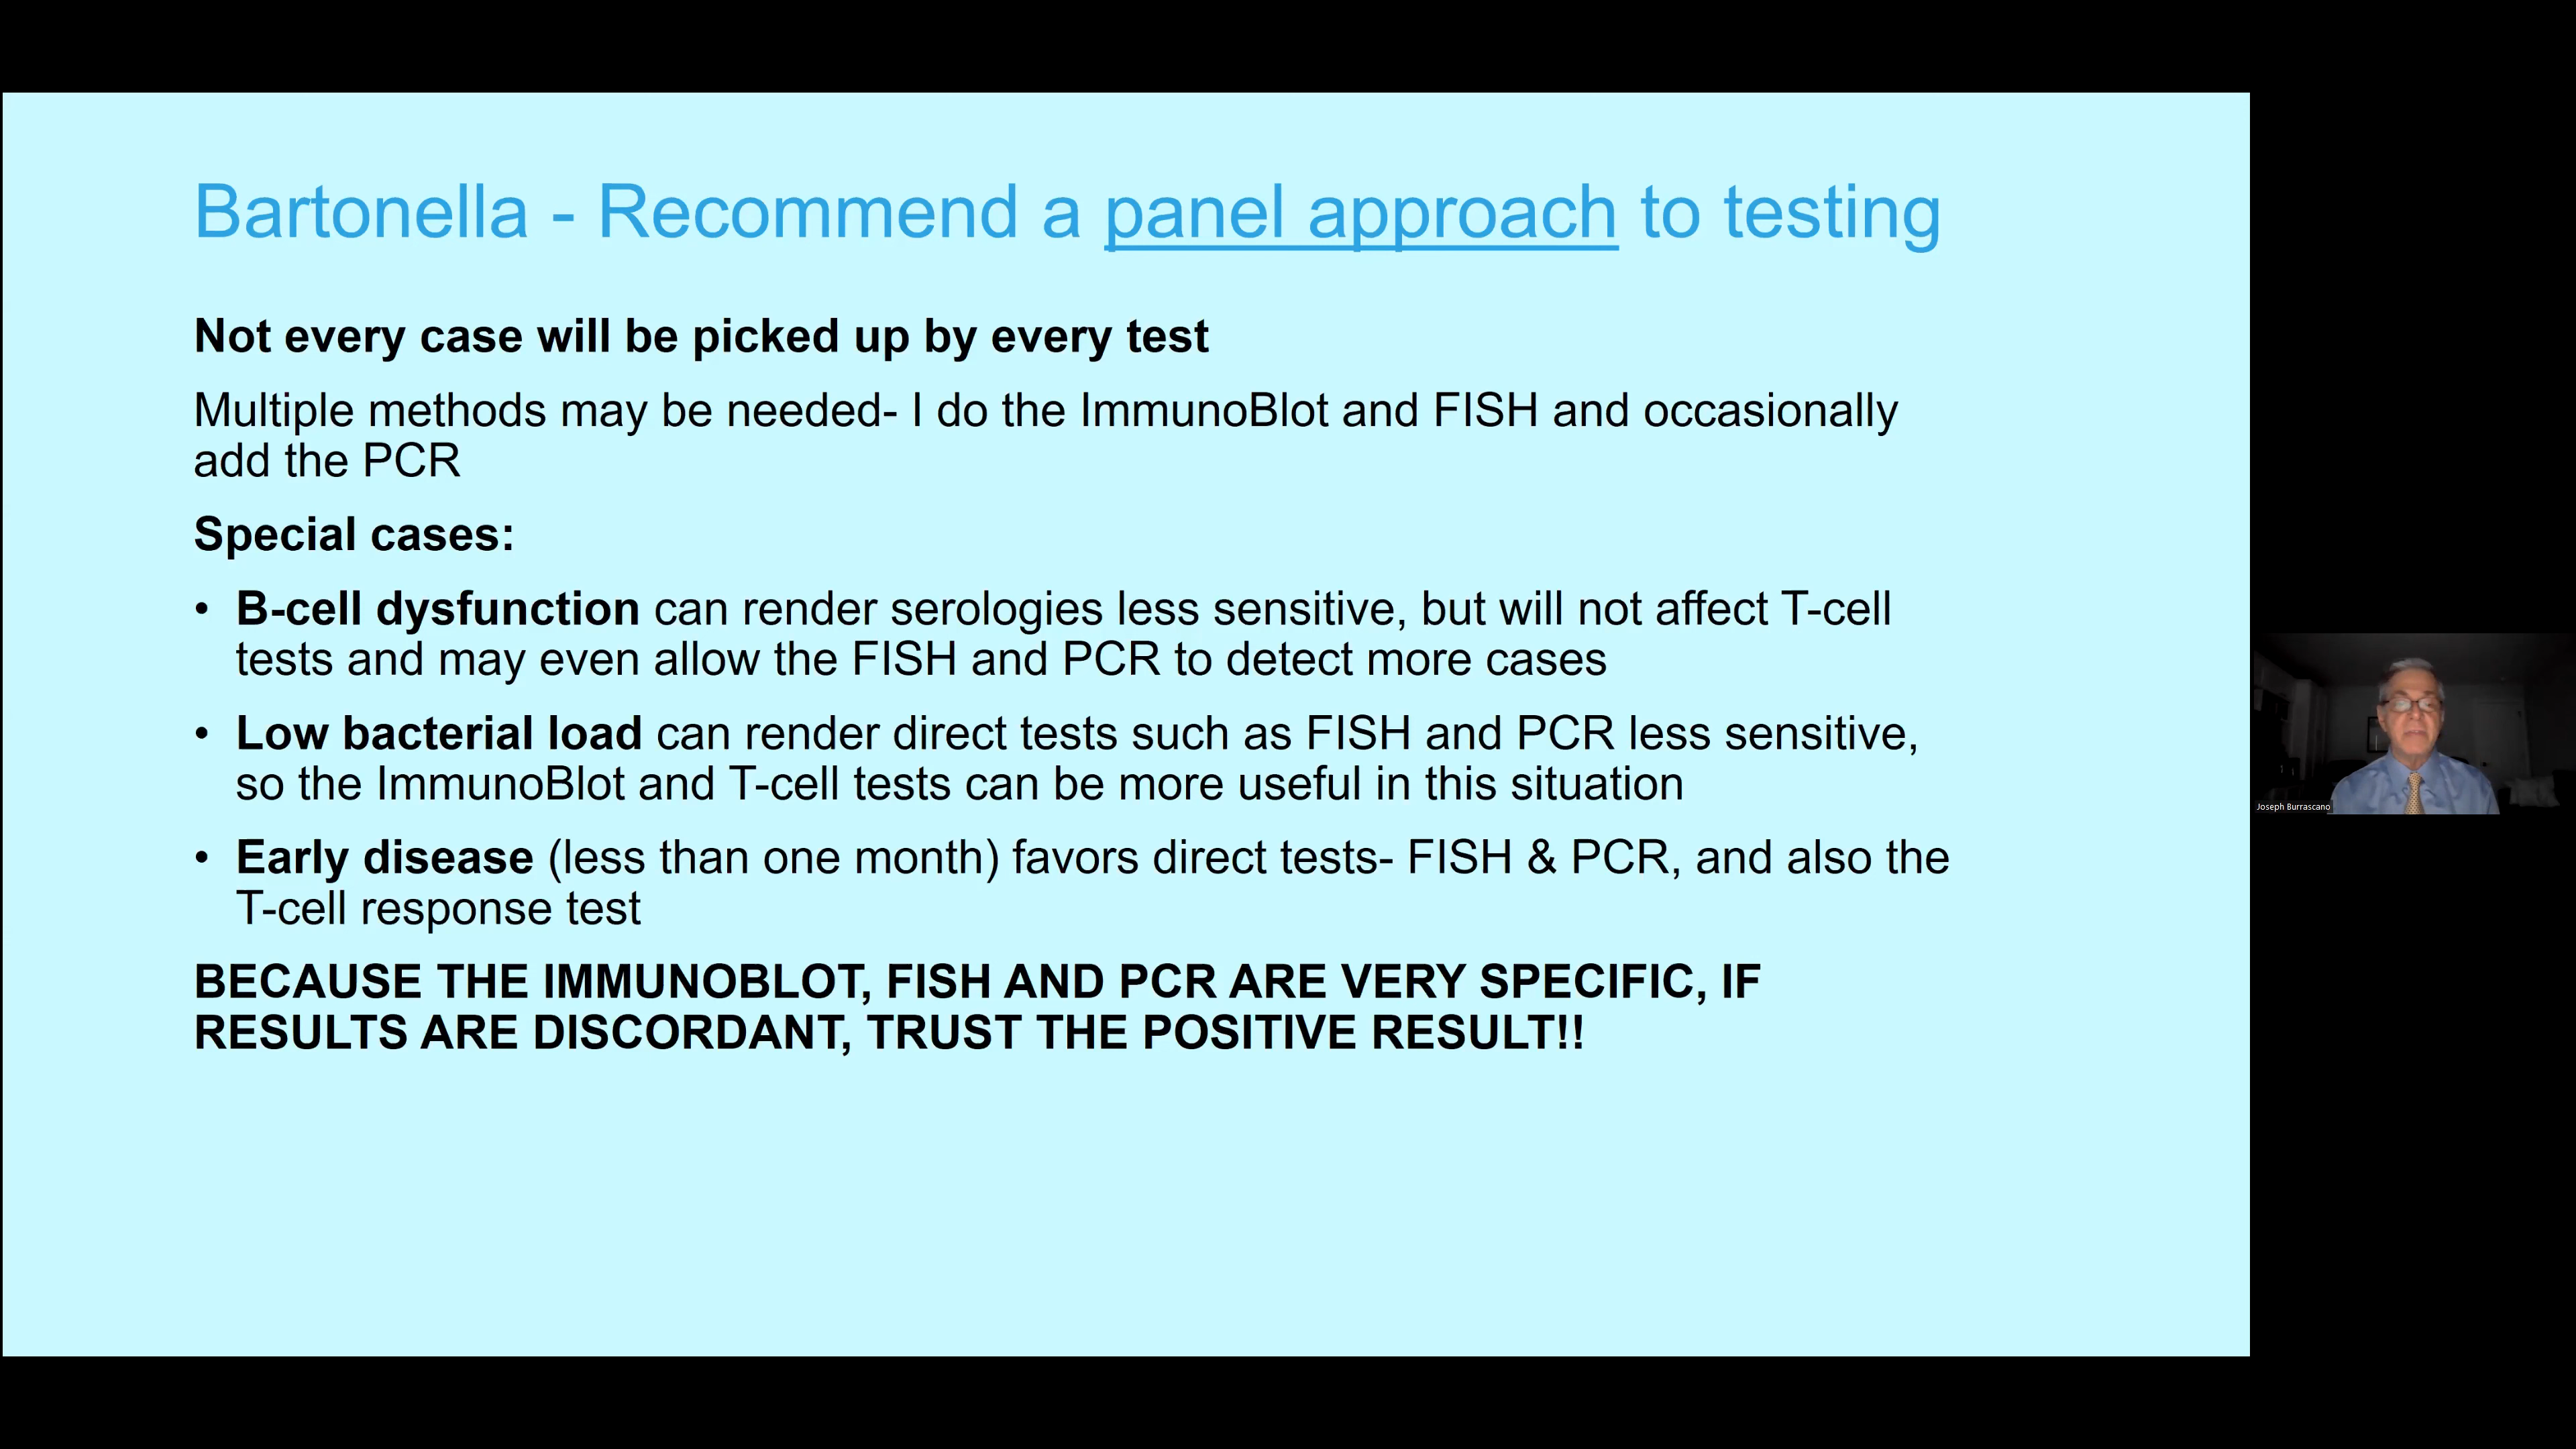 Bartonella - Recommend a panel approach to testing
Not every case will be picked up by every test
Multiple methods may be needed- I do the ImmunoBlot and FISH and occasionally
add the PCR
Special cases:
• B-cell dysfunction can render serologies less sensitive, but will not affect T-cell
tests and may even allow the FISH and PCR to detect more cases
• Low bacterial load can render direct tests such as FISH and PCR less sensitive,
so the ImmunoBlot and T-cell tests can be more useful in this situation
• Early disease (less than one month) favors direct tests- FISH & PCR, and also the
T-cell response test
BECAUSE THE IMMUNOBLOT, FISH AND PCR ARE VERY SPECIFIC, IF
RESULTS ARE DISCORDANT, TRUST THE POSITIVE RESULT!!
Joseph Burrascano